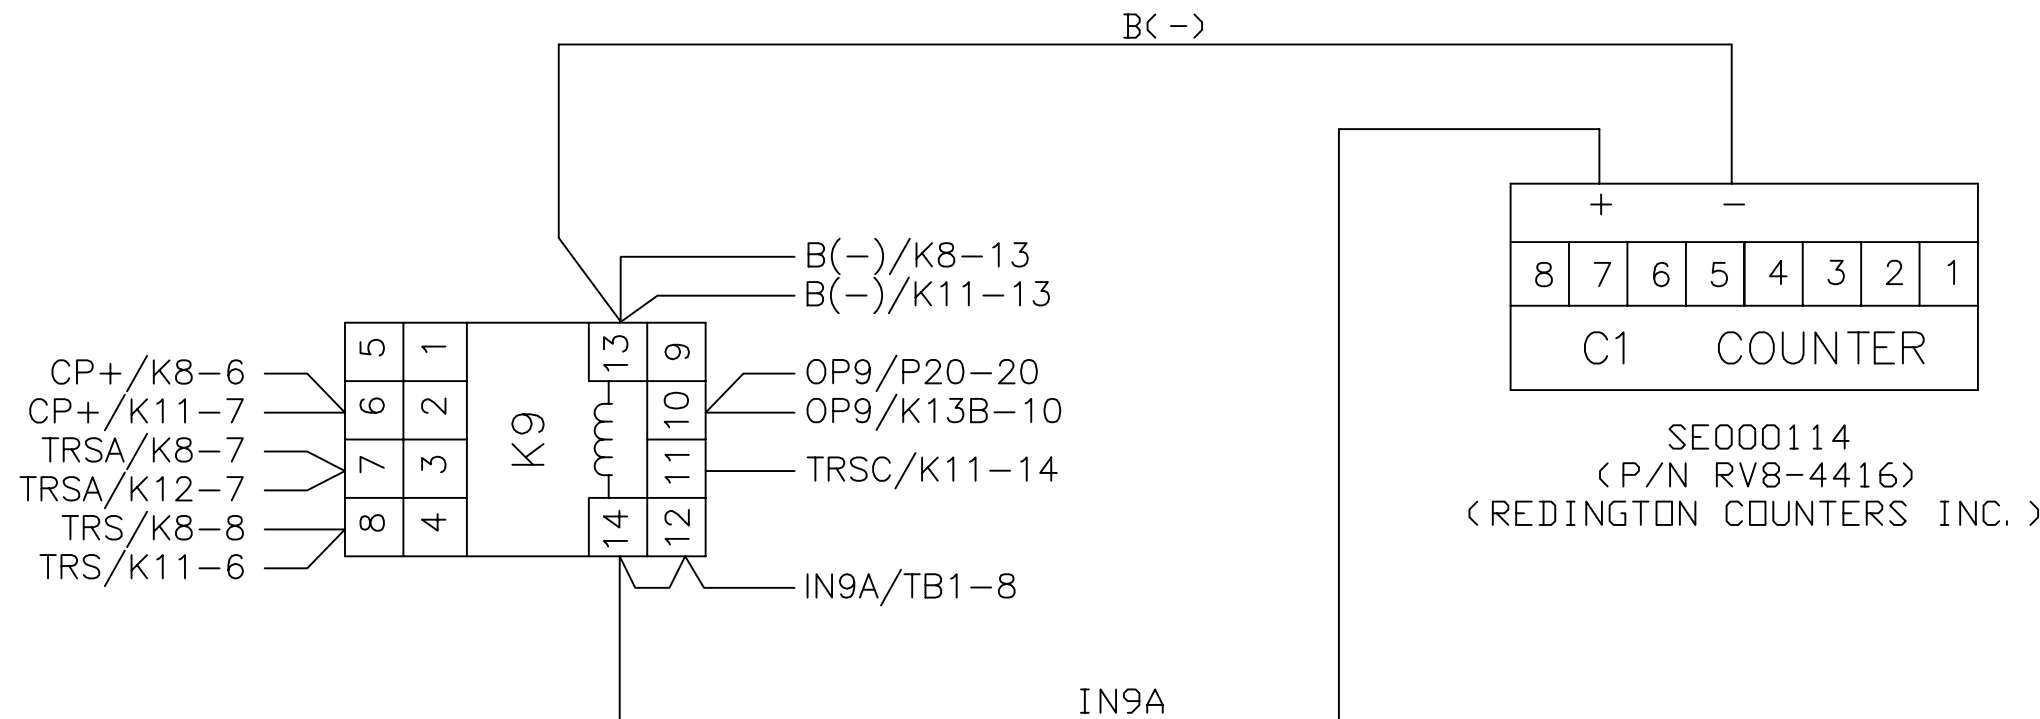 B(-)
+ -
B(-)/K8-13
B(-)/K11-13
8 7 6 5 4 3 2 1
C1 COUNTER
5 1 13 9
CP+/K8-6
OP9/P20-20
CP+/K11-7
6 2 K9 10
OP9/K13B-10
TRSA/K8-7
7 3 11
TRSC/K11-14
TRSA/K12-7
TRS/K8-8
8 4 14 12
TRS/K11-6
IN9A/TB1-8
SE000114
(P/N RV8-4416)
(REDINGTON COUNTERS INC.)
IN9A